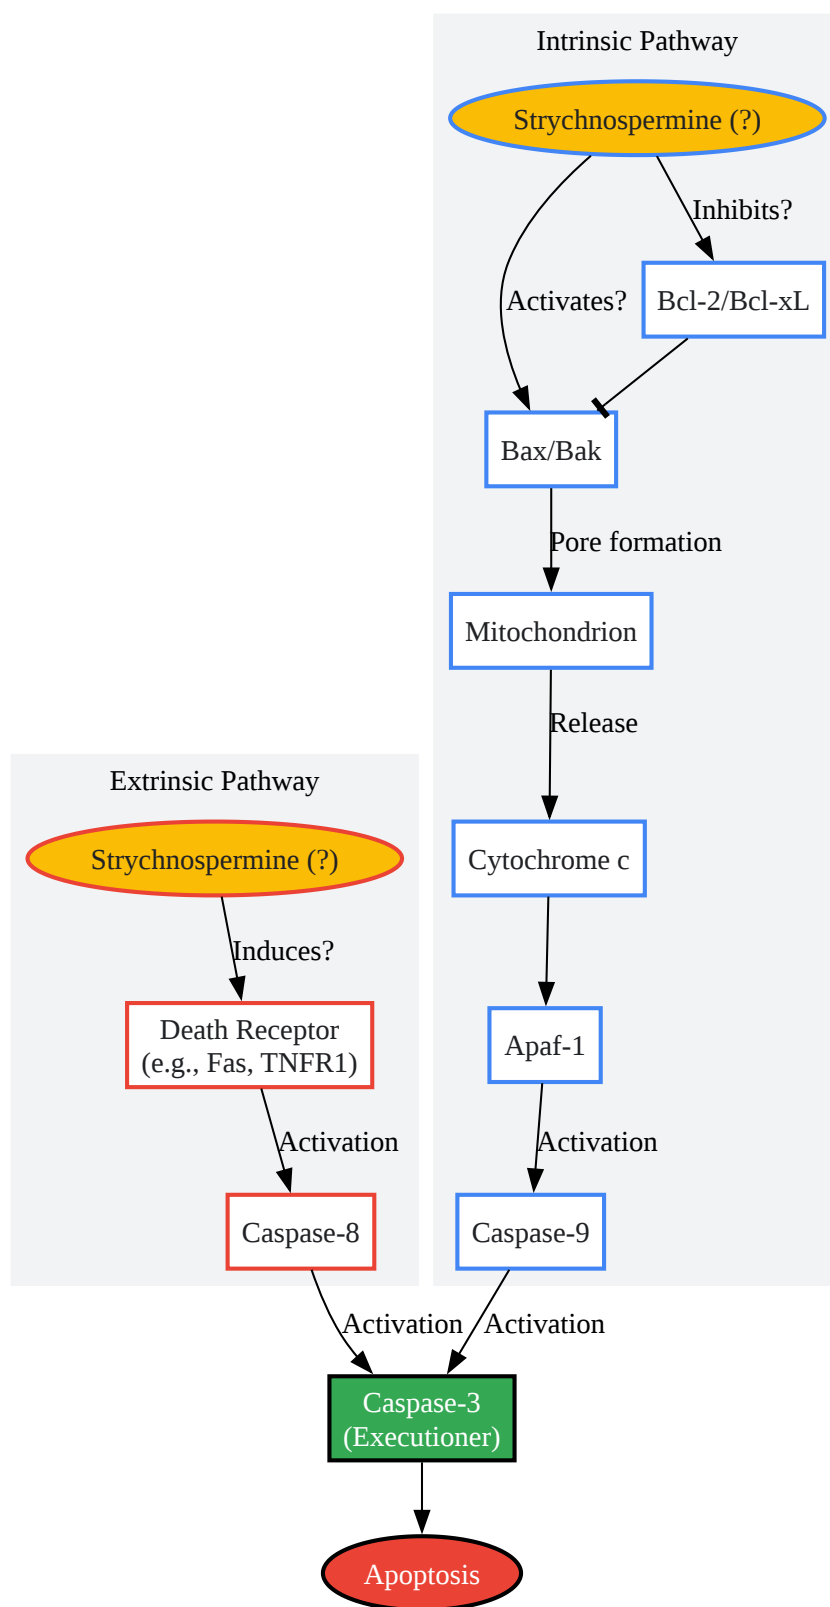 Intrinsic Pathway
Strychnospermine (?)
Inhibits?
Activates?
Bcl-2/Bcl-xL
Bax/Bak
Pore formation
Mitochondrion
Release
Extrinsic Pathway
Strychnospermine (?)
Cytochrome c
Induces?
Death Receptor
(e.g., Fas, TNFR1)
Apaf-1
Activation
Activation
Caspase-8
Caspase-9
Activation
Activation
Caspase-3
(Executioner)
Apoptosis